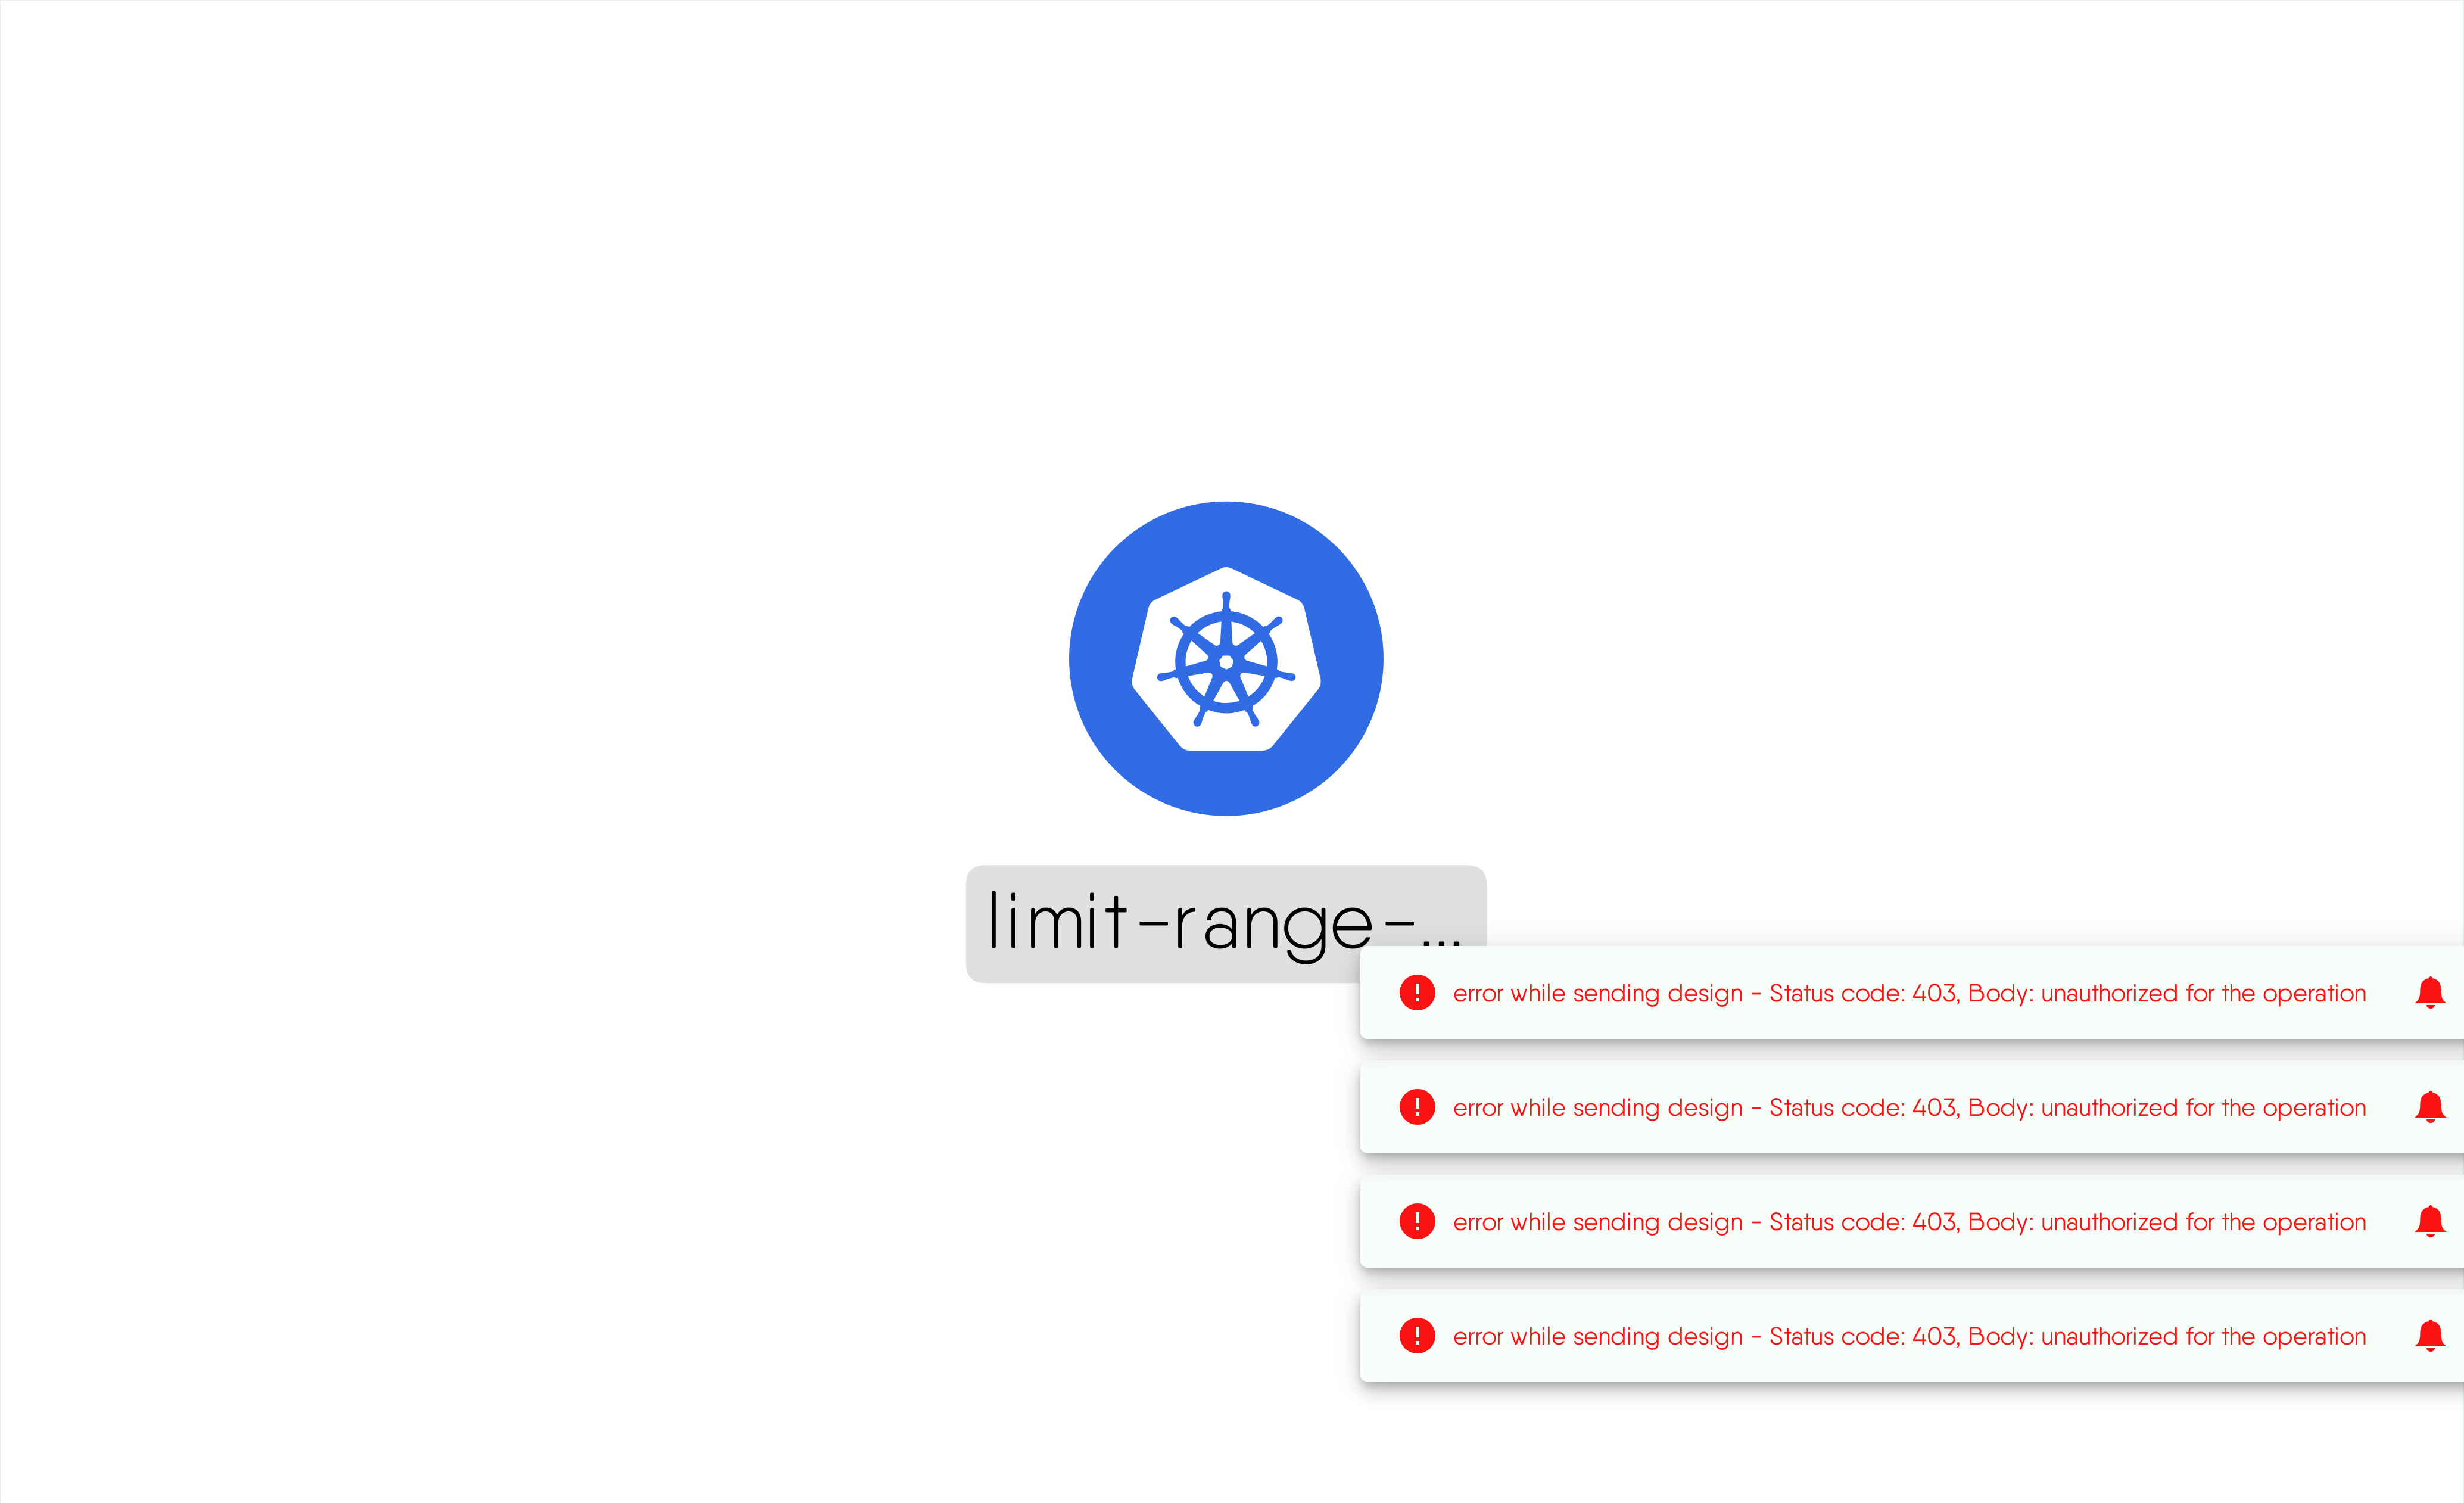 limit-range-...
error while sending design - Status code: 403, Body: unauthorized for the operation
error while sending design - Status code: 403, Body: unauthorized for the operation
error while sending design - Status code: 403, Body: unauthorized for the operation
error while sending design - Status code: 403, Body: unauthorized for the operation